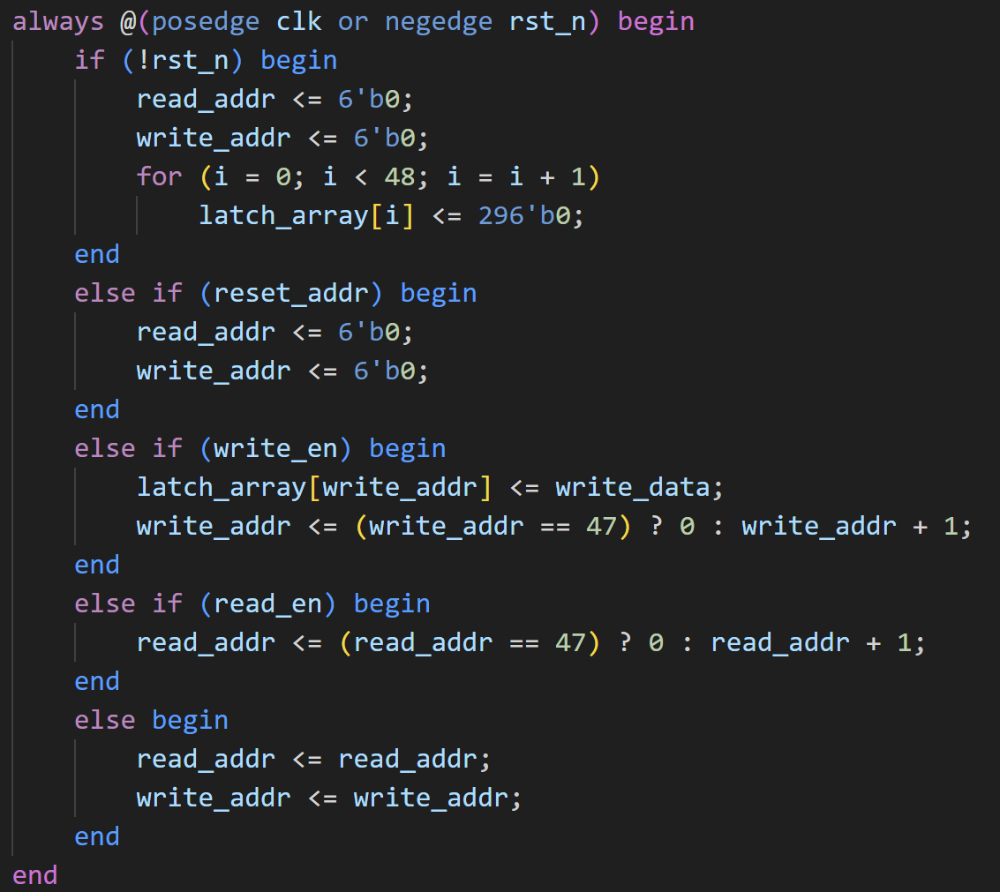 always @(posedge clk or negedge rst_n) begin
    if (!rst_n) begin
        read_addr <= 6'b0;
        write_addr <= 6'b0;
        for (i = 0; i < 48; i = i + 1)
            latch_array[i] <= 296'b0;
    end
    else if (reset_addr) begin
        read_addr <= 6'b0;
        write_addr <= 6'b0;
    end
    else if (write_en) begin
        latch_array[write_addr] <= write_data;
        write_addr <= (write_addr == 47) ? 0 : write_addr + 1;
    end
    else if (read_en) begin
        read_addr <= (read_addr == 47) ? 0 : read_addr + 1;
    end
    else begin
        read_addr <= read_addr;
        write_addr <= write_addr;
    end
end